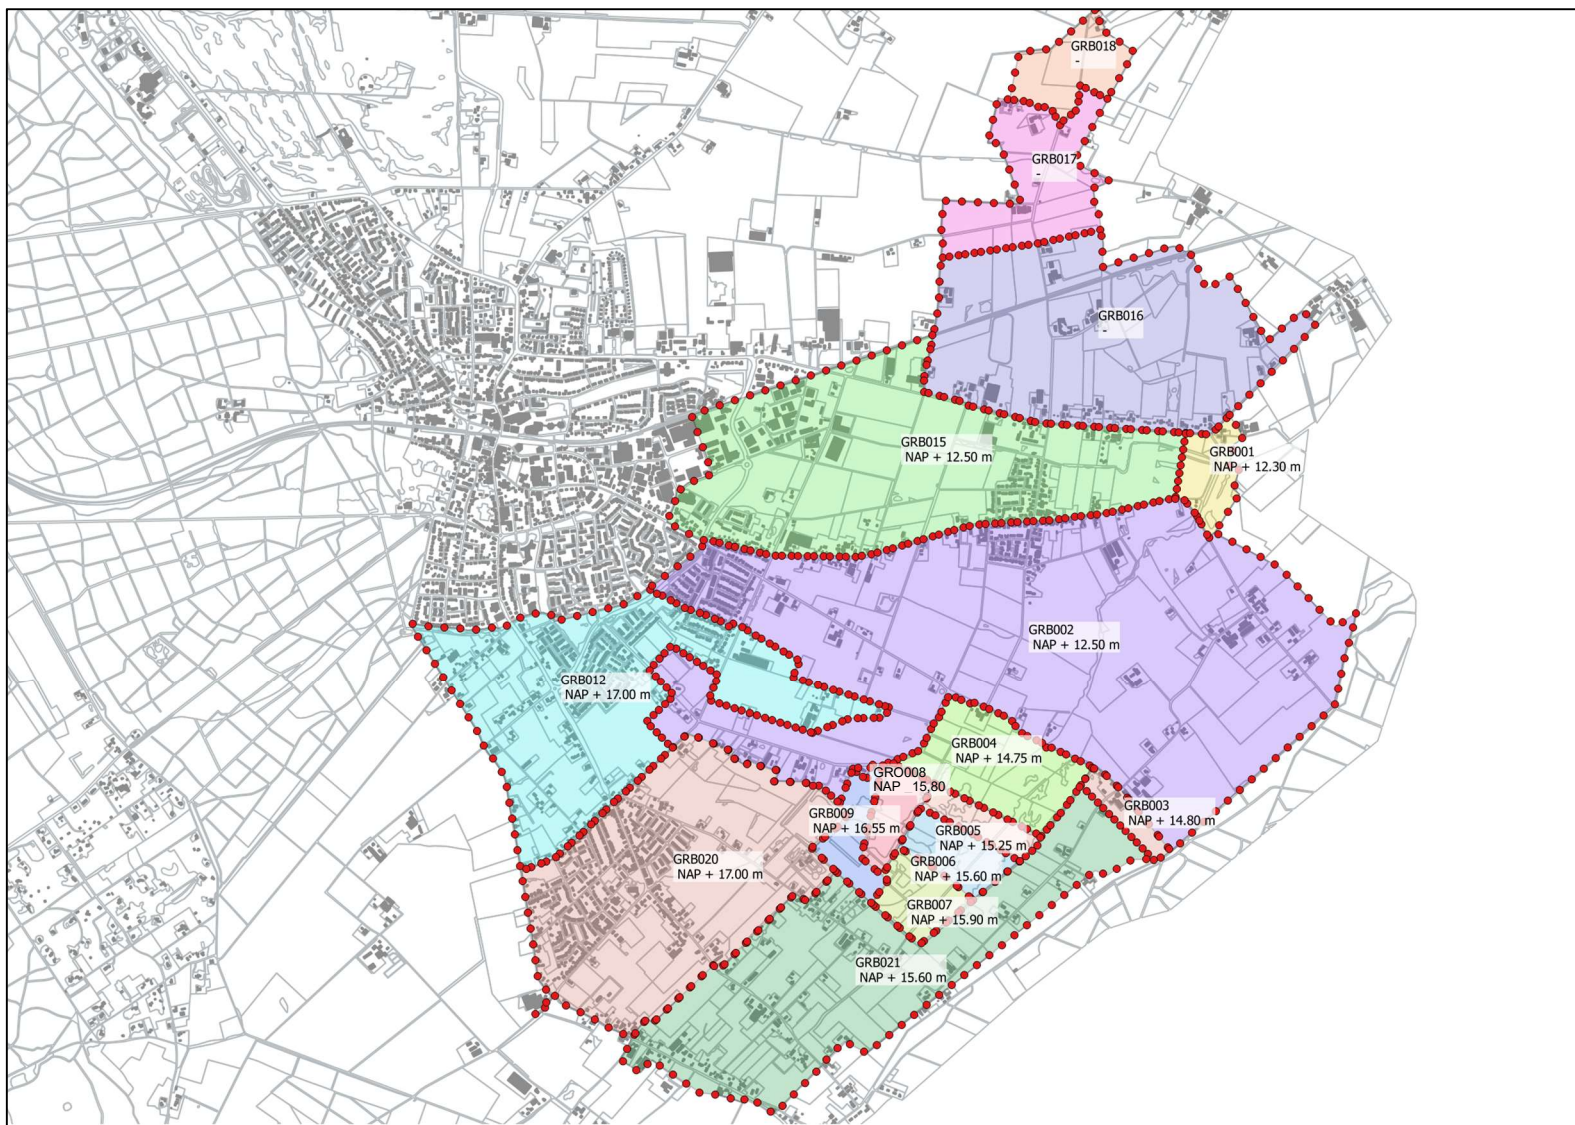 GRB018
-
GRB017
-
GRB016
-
GRB015
NAP + 12.50 m
GRB001
NAP + 12.30 m
GRB002
NAP + 12.50 m
GRB012
NAP + 17.00 m
GRB004
NAP + 14.75 m
GRO008
NAP 15,80
GRB003
NAP + 14.80 m
GRB009
NAP + 16.55 m
GRB005
NAP + 15.25 m
GRB020
NAP + 17.00 m
GRB006
NAP + 15.60 m
GRB007
NAP + 15.90 m
GRB021
NAP + 15.60 m